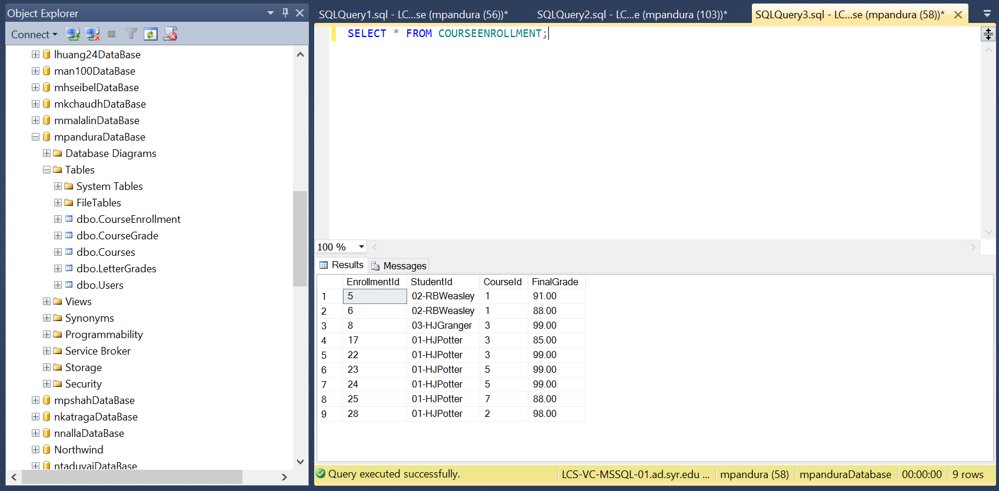 Object Explorer
Connect
lhuang24DataBase
man100DataBase
mhseibelDataBase
mkchaudhDataBase
mmalalinDataBase
mpanduraDataBase
Database Diagrams
Tables
System Tables
FileTables
dbo.CourseEnrollment
dbo.CourseGrade
dbo.Courses
dbo.LetterGrades
dbo.Users
Views
Synonyms
Programmability
Service Broker
Storage
Security
mpshahDataBase
nkatragaDataBase
nnallaDataBase
Northwind
ntaduvaiDataBase
SQLQuery1.sql - LC...se (mpandura (56))* SQLQuery2.sql - LC...e (mpandura (103))* SQLQuery3.sql - LC...se (mpandura (58))*
SELECT * FROM COURSEENROLLMENT;
100 %
Results Messages
EnrollmentId StudentId CourseId FinalGrade
1 5 02-RBWeasley 1 91.00
2 6 02-RBWeasley 1 88.00
3 8 03-HJGranger 3 99.00
4 17 01-HJPotter 3 85.00
5 22 01-HJPotter 3 99.00
6 23 01-HJPotter 5 99.00
7 24 01-HJPotter 5 99.00
8 25 01-HJPotter 7 88.00
9 28 01-HJPotter 2 98.00
Query executed successfully. LCS-VC-MSSQL-01.ad.syr.edu ... mpandura (58) mpanduraDatabase 00:00:00 9 rows